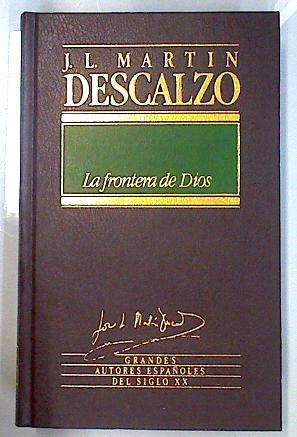 J. L. MARTIN
DESCALZO
La frontera de Dios
GRANDES
AUTORES ESPAÑOLES
DEL SIGLO XX